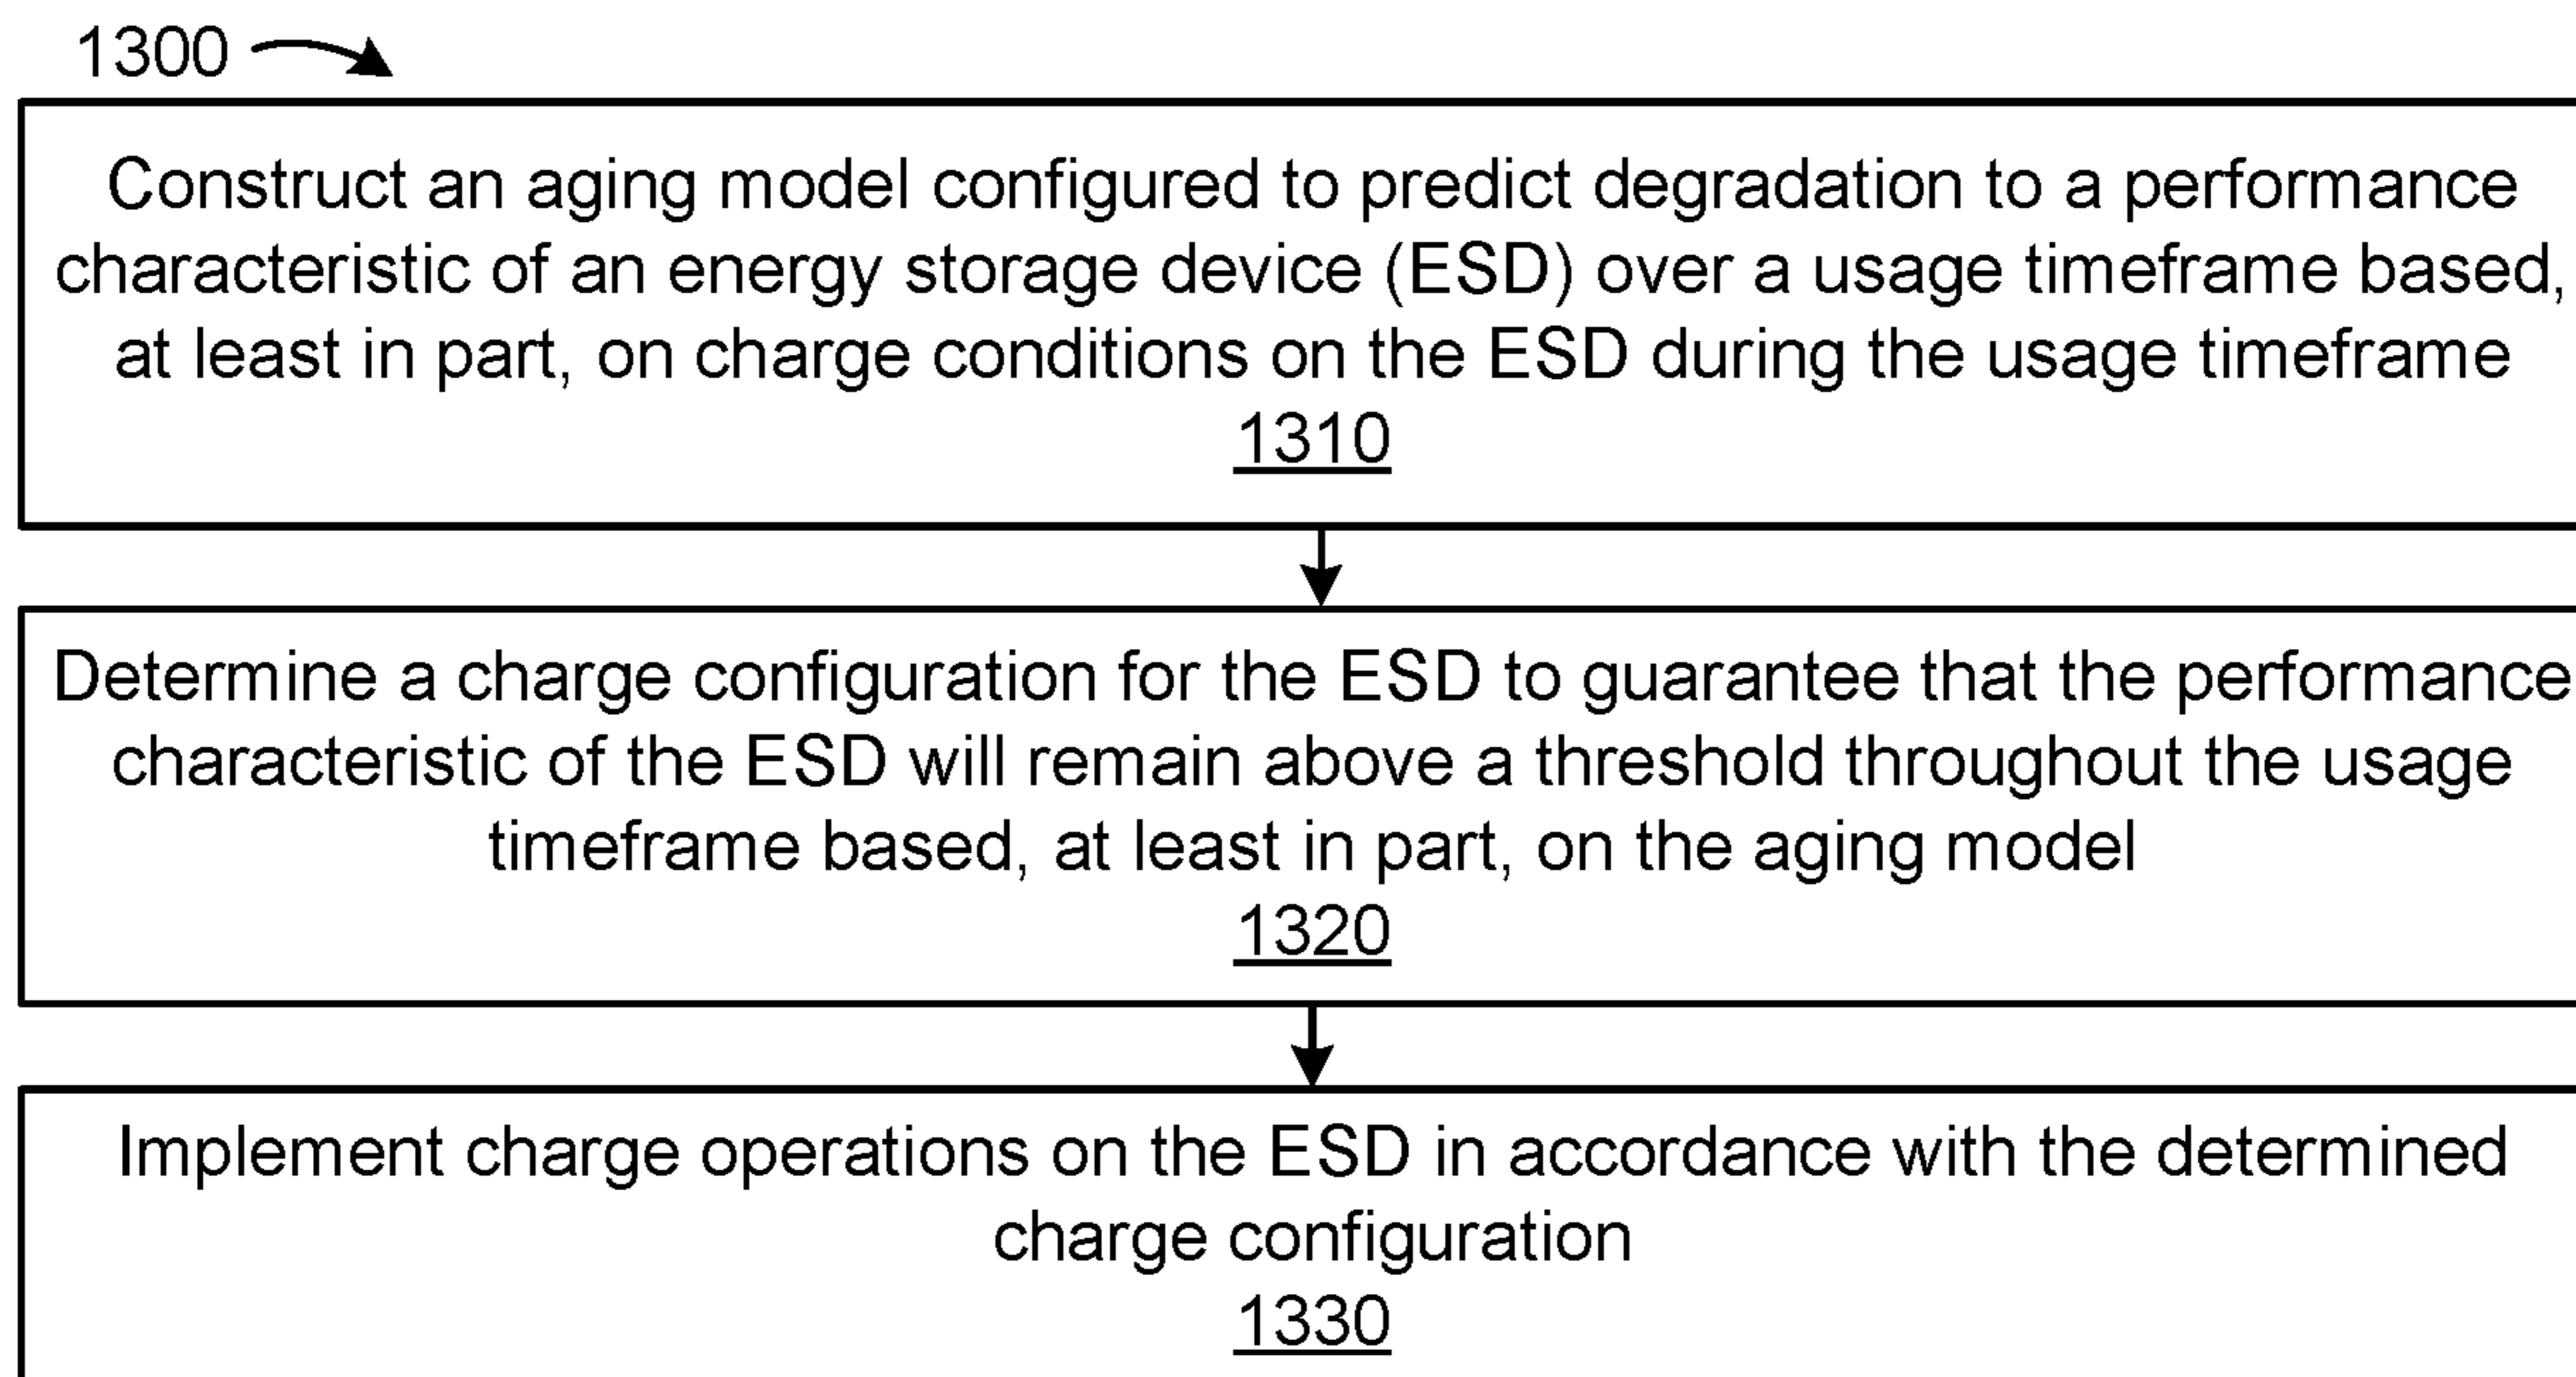 1300
Construct an aging model configured to predict degradation to a performance
characteristic of an energy storage device (ESD) over a usage timeframe based,
at least in part, on charge conditions on the ESD during the usage timeframe
1310
Determine a charge configuration for the ESD to guarantee that the performance
characteristic of the ESD will remain above a threshold throughout the usage
timeframe based, at least in part, on the aging model
1320
Implement charge operations on the ESD in accordance with the determined
charge configuration
1330